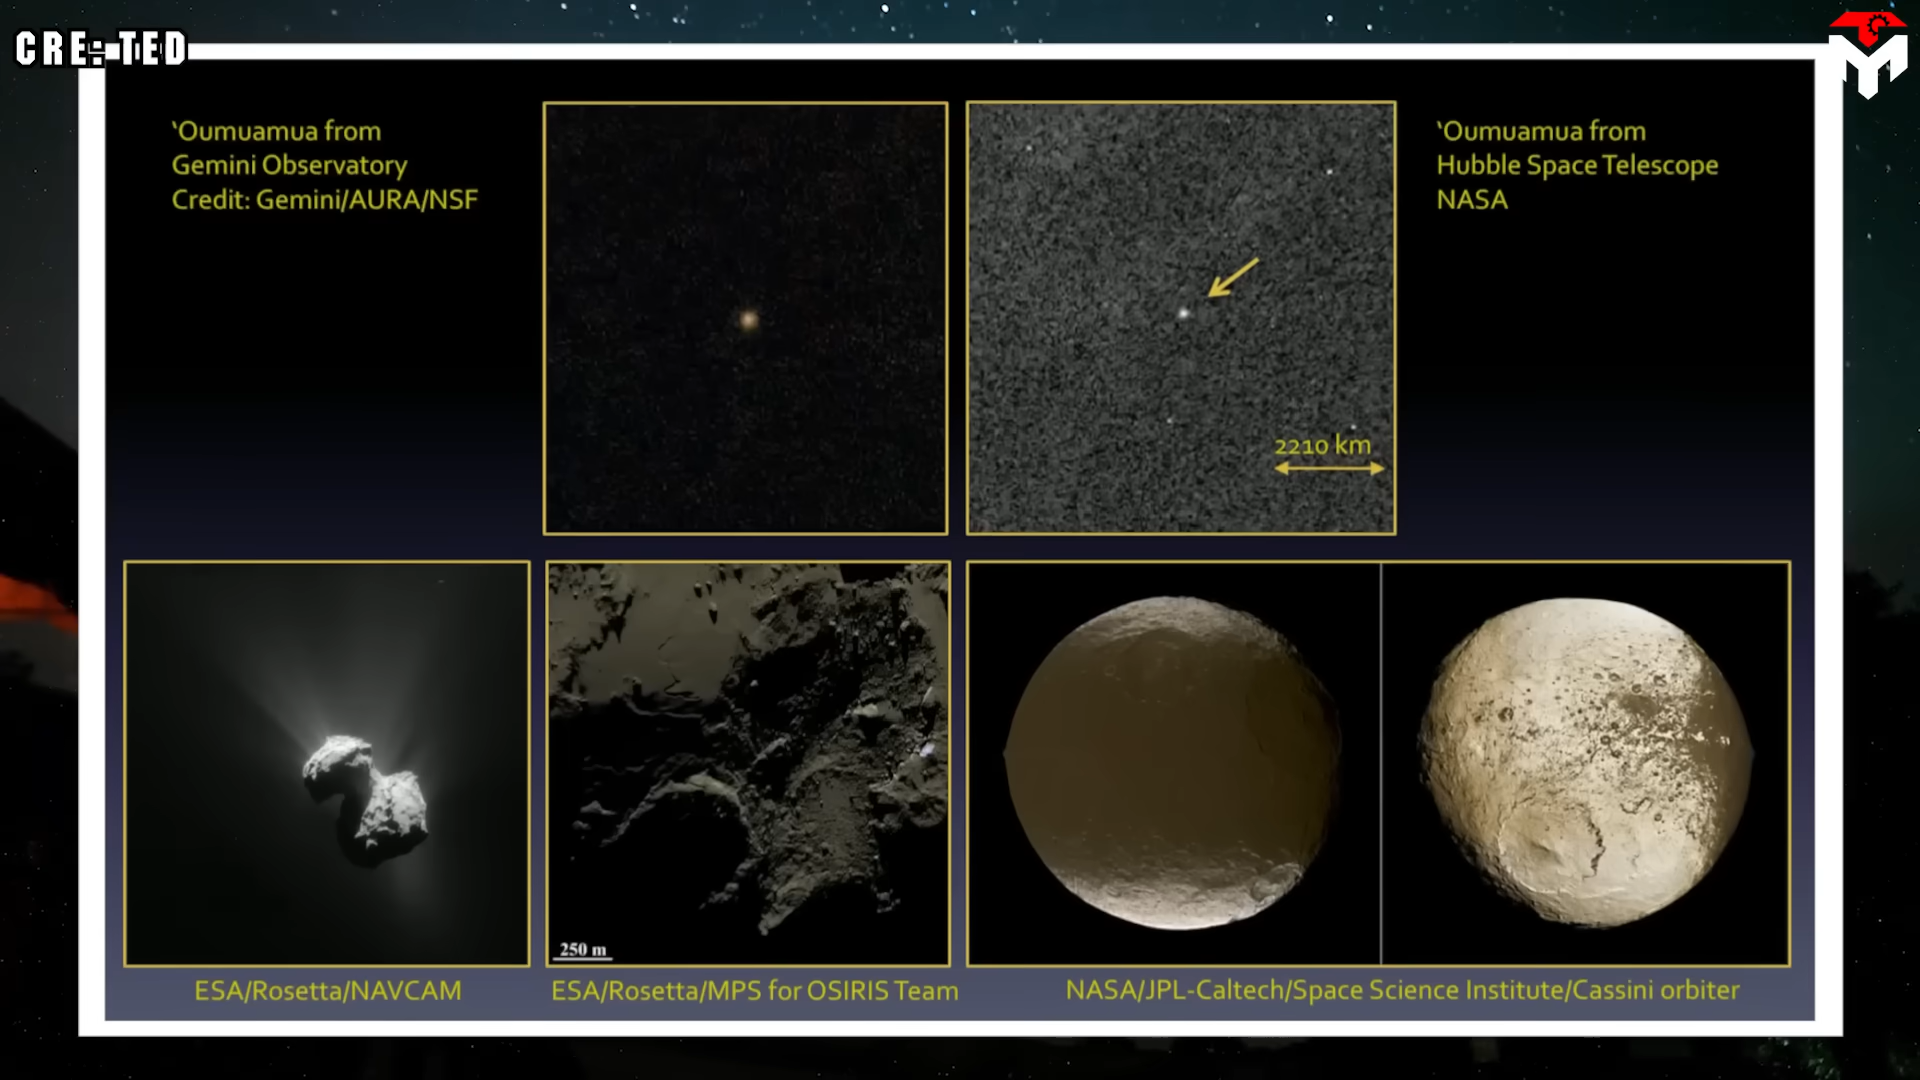 CRE:TED
‘Oumuamua from
Gemini Observatory
Credit: Gemini/AURA/NSF
‘Oumuamua from
Hubble Space Telescope
NASA
2210 km
250 m
ESA/Rosetta/NAVCAM
ESA/Rosetta/MPS for OSIRIS Team
NASA/JPL-Caltech/Space Science Institute/Cassini orbiter